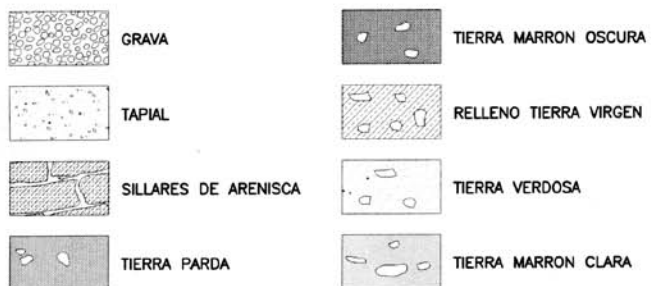 GRAVA
TAPIAL
SILLARES DE ARENISCA
TIERRA PARDA
TIERRA MARRON OSCURA
RELLENO TIERRA VIRGEN
TIERRA VERDOSA
TIERRA MARRON CLARA